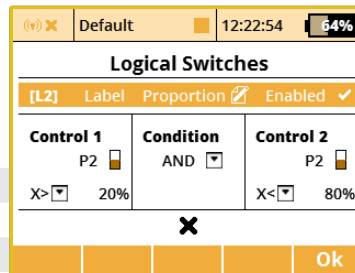 Default 12:22:54 64%
Logical Switches
[L2] Label Proportion Enabled
Control 1 Condition Control 2
P2 AND P2
X> 20% X< 80%
Ok